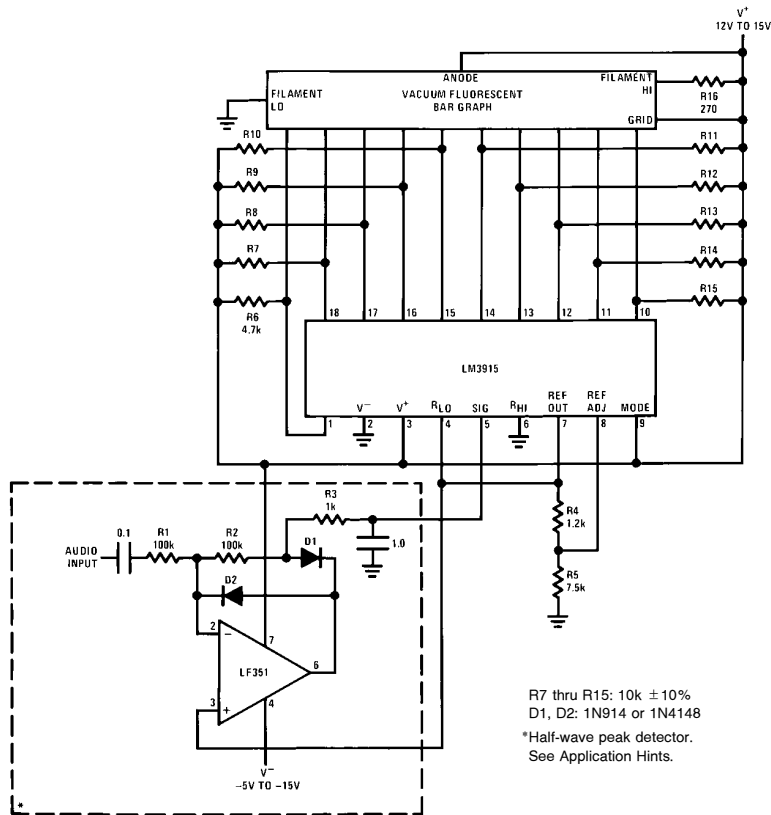 V+
12V TO 15V
ANODE
FILAMENT
LO
VACUUM FLUORESCENT
BAR GRAPH
FILAMENT
HI
GRID
R16
270
R10
R9
R8
R7
R6
4.7k
R11
R12
R13
R14
R15
18
17
16
15
14
13
12
11
10
LM3915
V−
V+
RLO
SIG
RHI
REF
OUT
REF
ADJ
MODE
1
2
3
4
5
6
7
8
9
R3
1k
0.1
R1
100k
R2
100k
D1
1.0
AUDIO
INPUT
D2
R4
1.2k
R5
7.5k
2
−
7
LF351
6
3
+
4
V−
−5V TO −15V
*
R7 thru R15: 10k ±10%
D1, D2: 1N914 or 1N4148
*Half-wave peak detector.
See Application Hints.